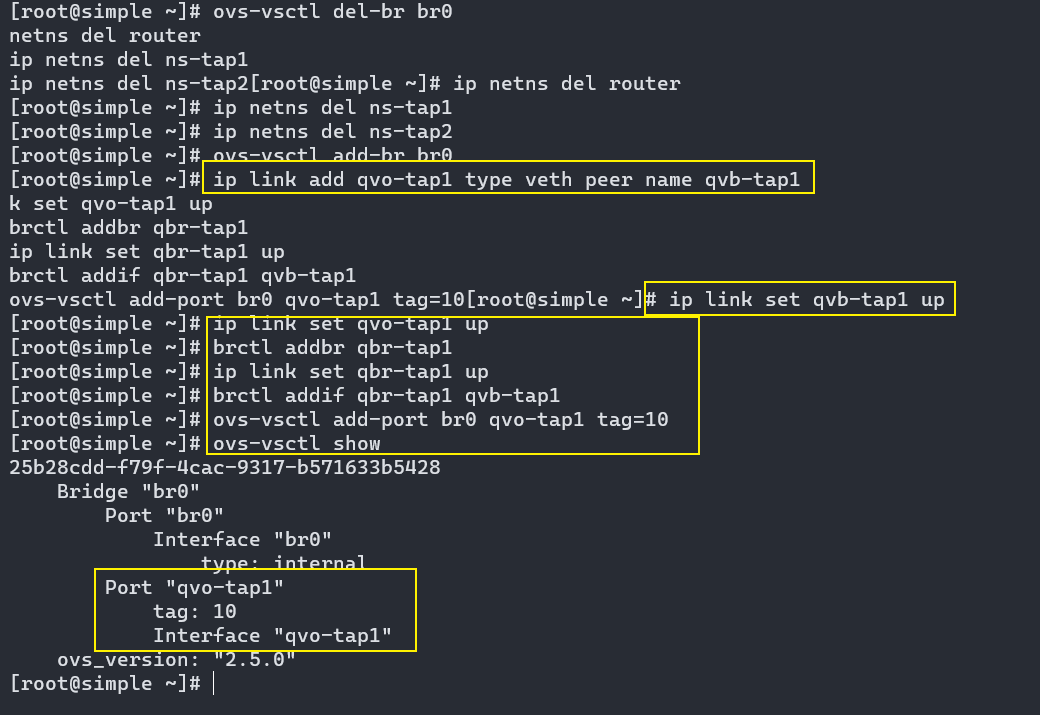 [root@simple ~]# ovs-vsctl del-br br0
netns del router
ip netns del ns-tap1
ip netns del ns-tap2[root@simple ~]# ip netns del router
[root@simple ~]# ip netns del ns-tap1
[root@simple ~]# ip netns del ns-tap2
[root@simple ~]# ovs-vsctl add-br br0
[root@simple ~]# ip link add qvo-tap1 type veth peer name qvb-tap1
k set qvo-tap1 up
brctl addbr qbr-tap1
ip link set qbr-tap1 up
brctl addif qbr-tap1 qvb-tap1
ovs-vsctl add-port br0 qvo-tap1 tag=10[root@simple ~]# ip link set qvb-tap1 up
[root@simple ~]# ip link set qvo-tap1 up
[root@simple ~]# brctl addbr qbr-tap1
[root@simple ~]# ip link set qbr-tap1 up
[root@simple ~]# brctl addif qbr-tap1 qvb-tap1
[root@simple ~]# ovs-vsctl add-port br0 qvo-tap1 tag=10
[root@simple ~]# ovs-vsctl show
25b28cdd-f79f-4cac-9317-b571633b5428
    Bridge "br0"
        Port "br0"
            Interface "br0"
                type: internal
        Port "qvo-tap1"
            tag: 10
            Interface "qvo-tap1"
    ovs_version: "2.5.0"
[root@simple ~]#